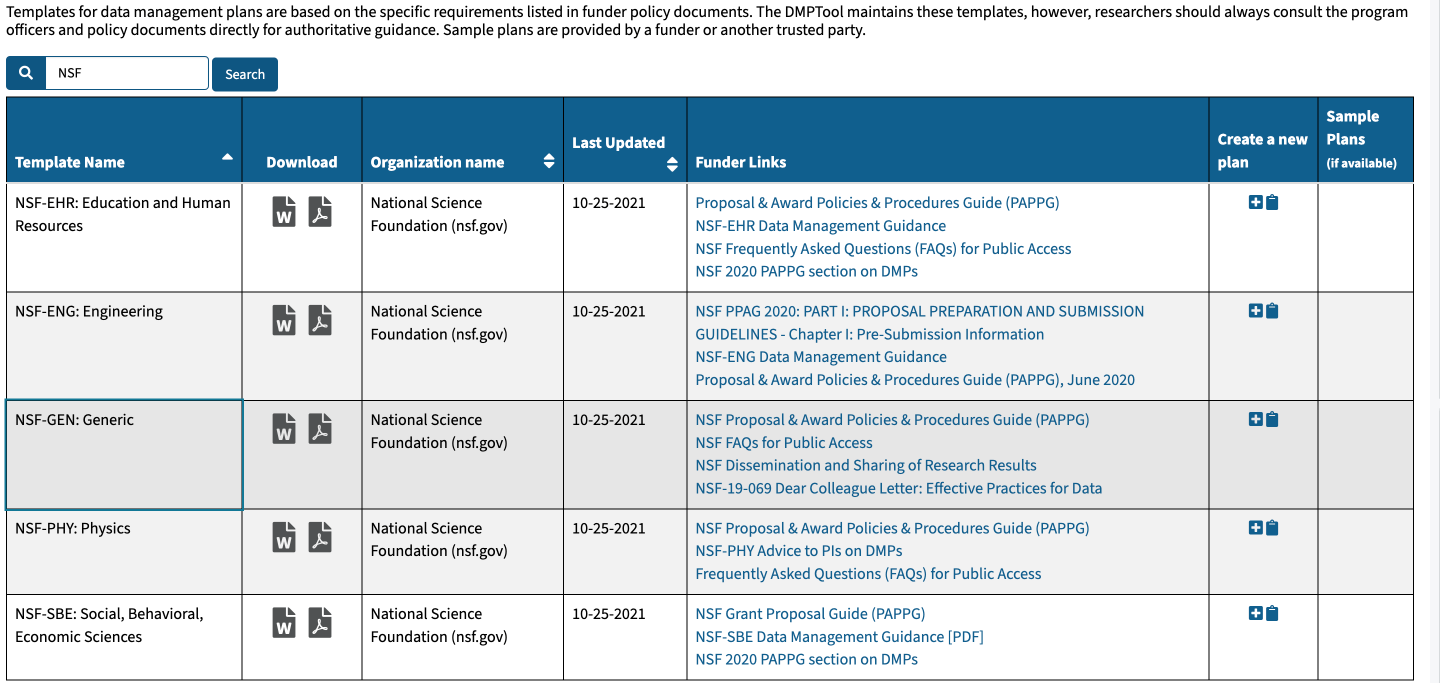 Templates for data management plans are based on the specific requirements listed in funder policy documents. The DMPTool maintains these templates, however, researchers should always consult the program
officers and policy documents directly for authoritative guidance. Sample plans are provided by a funder or another trusted party.
NSF
Search
Template Name
Download
Organization name
Last Updated
Funder Links
Create a new
plan
Sample
Plans
(if available)
NSF-EHR: Education and Human
Resources
W
National Science
Foundation (nsf.gov)
10-25-2021
Proposal & Award Policies & Procedures Guide (PAPPG)
NSF-EHR Data Management Guidance
NSF Frequently Asked Questions (FAQs) for Public Access
NSF 2020 PAPPG section on DMPs
NSF-ENG: Engineering
W
National Science
Foundation (nsf.gov)
10-25-2021
NSF PPAG 2020: PART I: PROPOSAL PREPARATION AND SUBMISSION
GUIDELINES - Chapter I: Pre-Submission Information
NSF-ENG Data Management Guidance
Proposal & Award Policies & Procedures Guide (PAPPG), June 2020
NSF-GEN: Generic
W
National Science
Foundation (nsf.gov)
10-25-2021
NSF Proposal & Award Policies & Procedures Guide (PAPPG)
NSF FAQs for Public Access
NSF Dissemination and Sharing of Research Results
NSF-19-069 Dear Colleague Letter: Effective Practices for Data
NSF-PHY: Physics
W
National Science
Foundation (nsf.gov)
10-25-2021
NSF Proposal & Award Policies & Procedures Guide (PAPPG)
NSF-PHY Advice to PIs on DMPs
Frequently Asked Questions (FAQs) for Public Access
NSF-SBE: Social, Behavioral,
Economic Sciences
W
National Science
Foundation (nsf.gov)
10-25-2021
NSF Grant Proposal Guide (PAPPG)
NSF-SBE Data Management Guidance [PDF]
NSF 2020 PAPPG section on DMPs